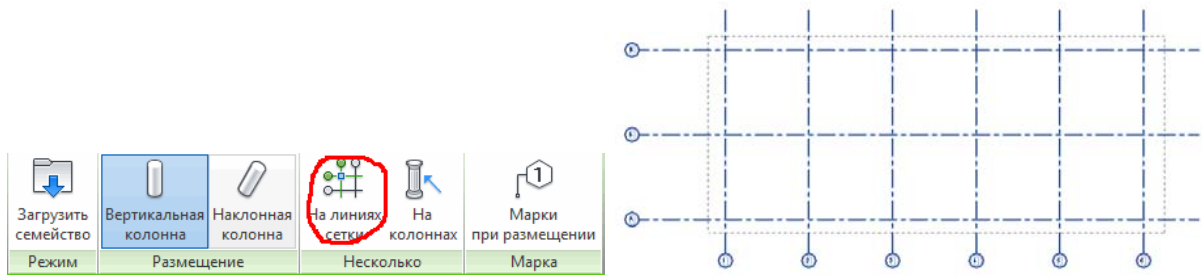 1
Загрузить семейство
Вертикальная колонна
Наклонная колонна
На линиях сетки
На колоннах
Марки при размещении
Режим
Размещение
Несколько
Марка